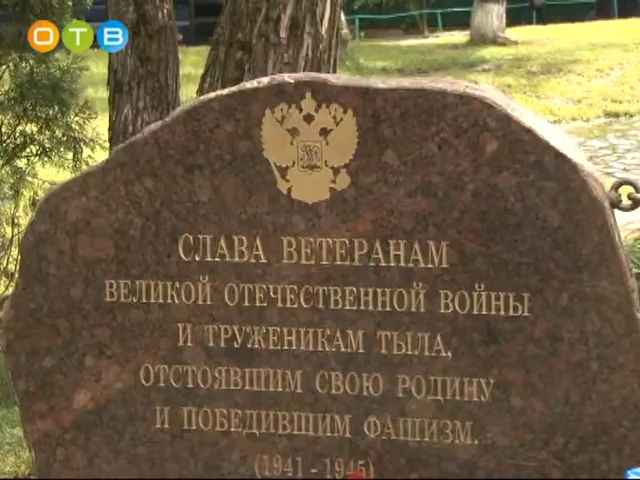 ОТВ
СЛАВА ВЕТЕРАНАМ
ВЕЛИКОЙ ОТЕЧЕСТВЕННОЙ ВОЙНЫ
И ТРУЖЕНИКАМ ТЫЛА,
ОТСТОЯВШИМ СВОЮ РОДИНУ
И ПОБЕДИВШИМ ФАШИЗМ.
(1941 - 1945)